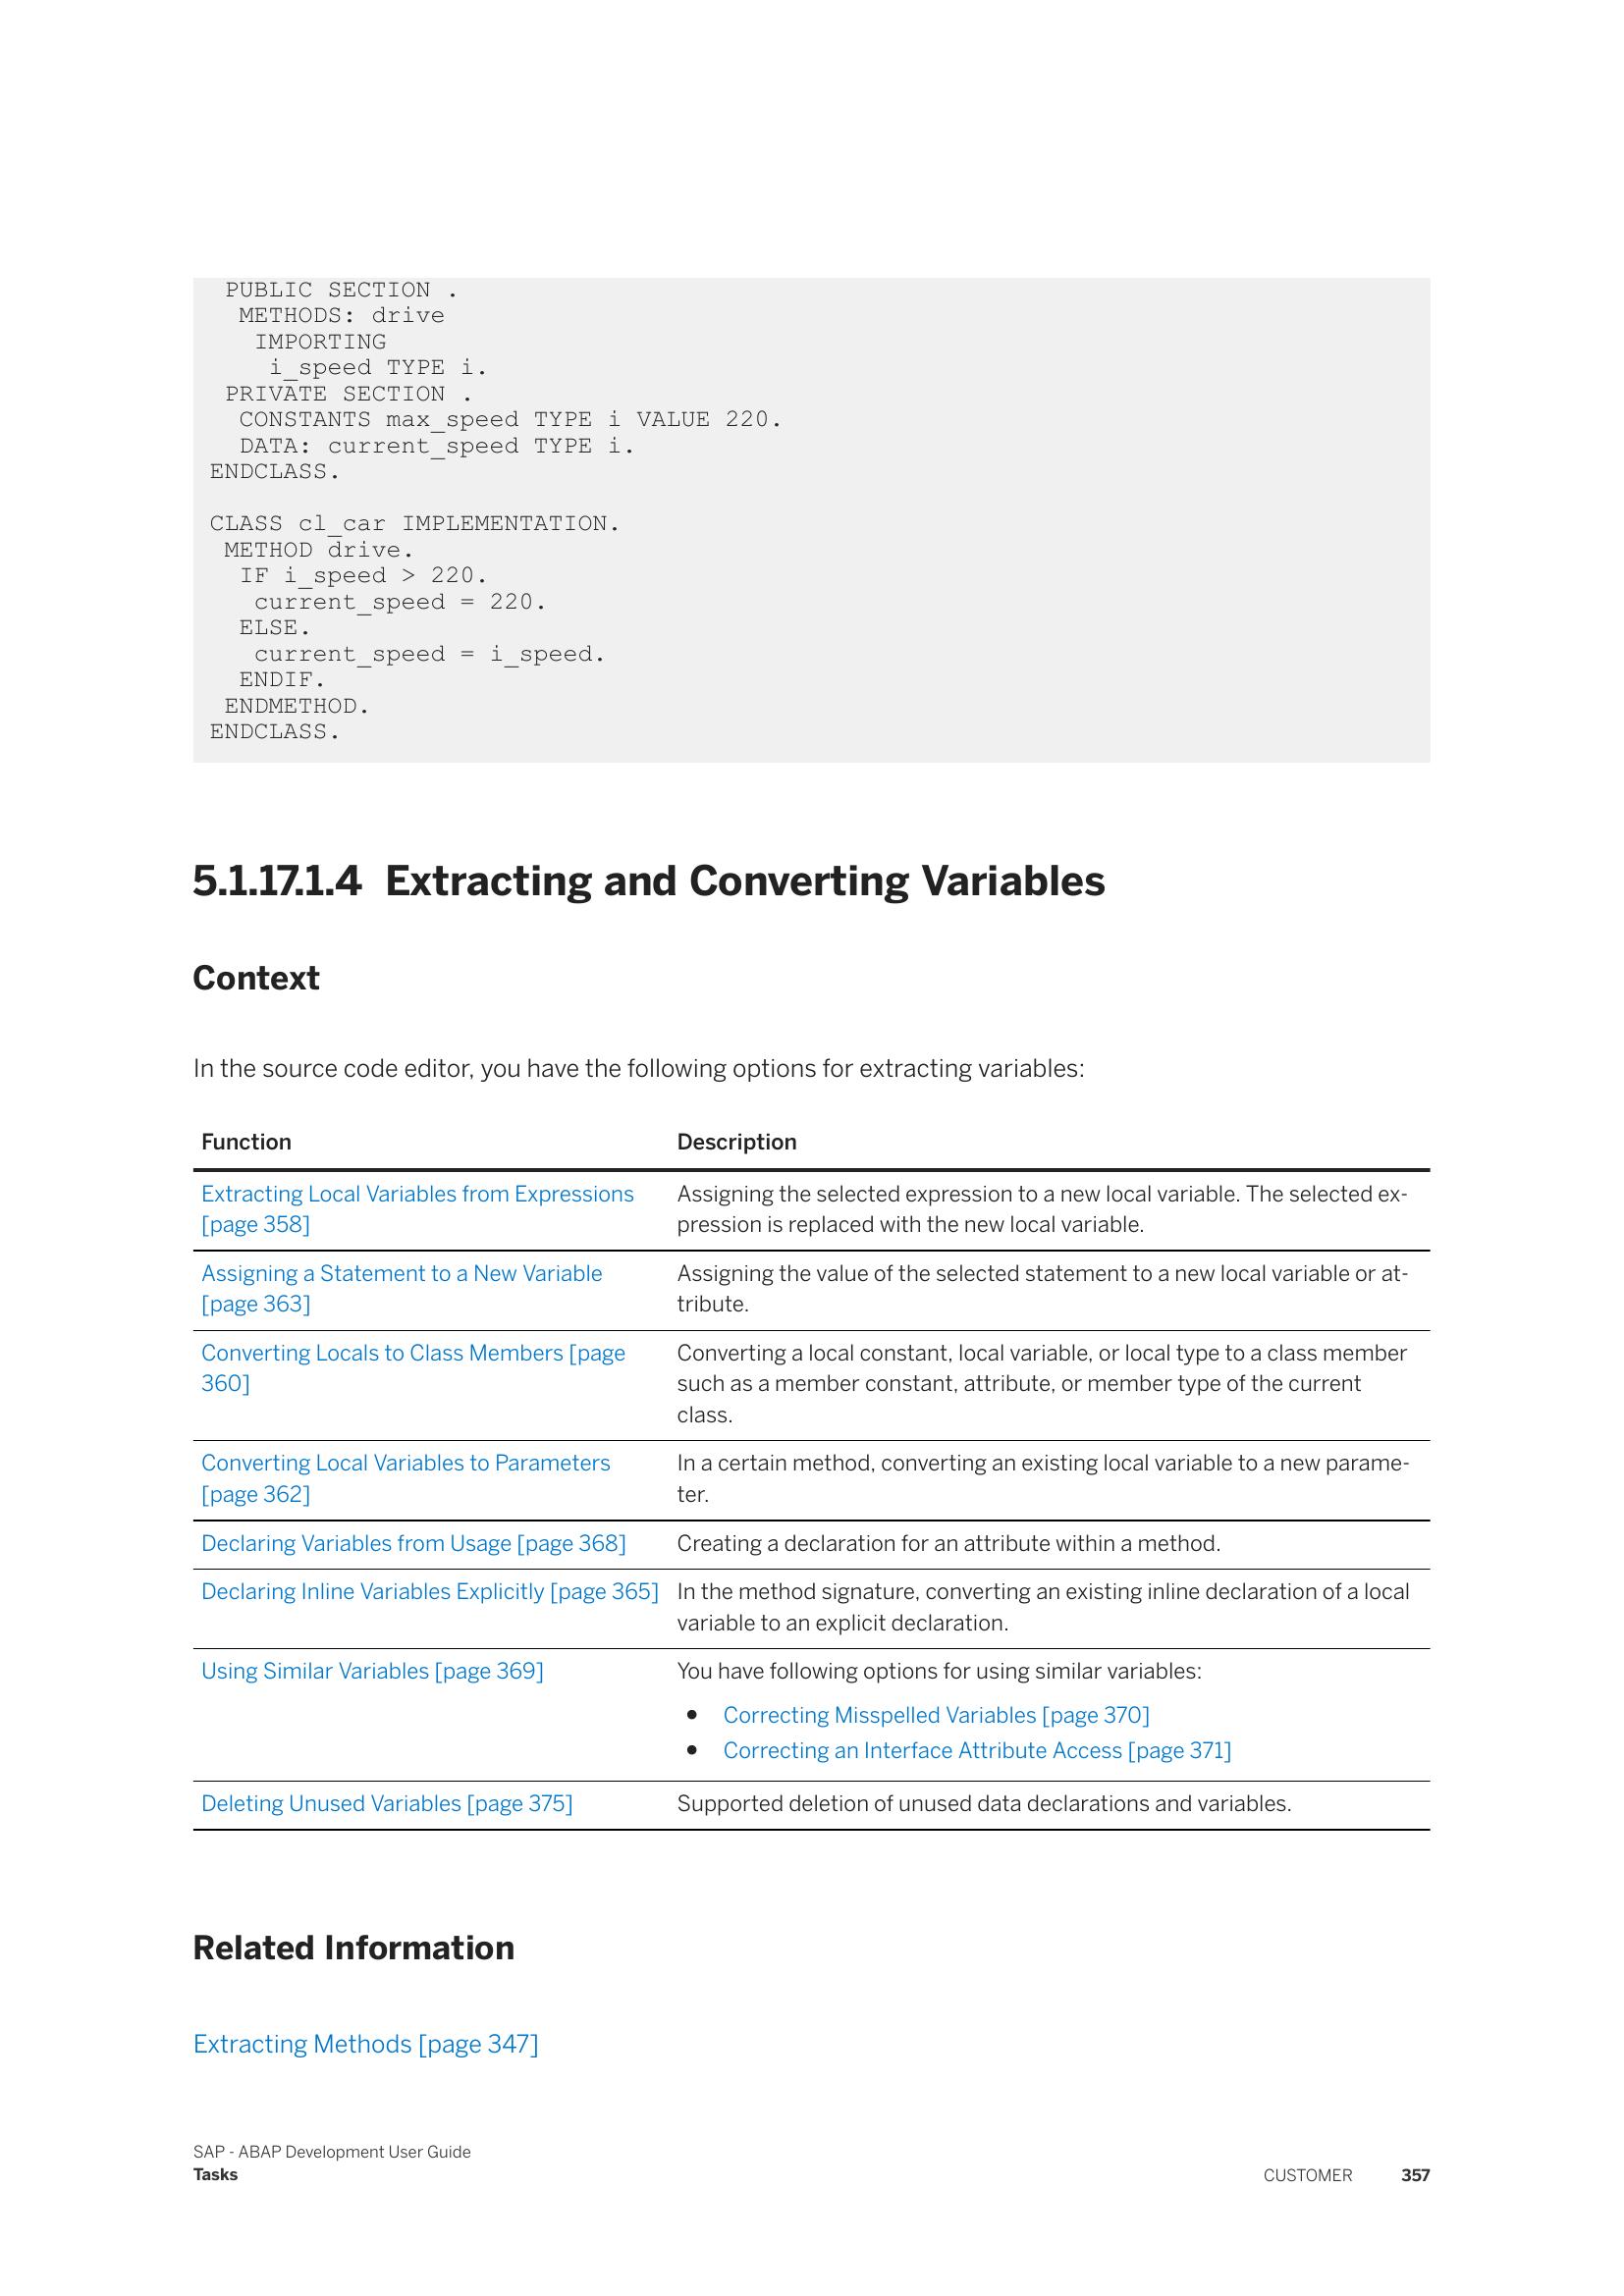 PUBLIC SECTION .
METHODS: drive
IMPORTING
i_speed TYPE i.
PRIVATE SECTION .
CONSTANTS max_speed TYPE i VALUE 220.
DATA: current_speed TYPE i.
ENDCLASS.
CLASS cl_car IMPLEMENTATION.
METHOD drive.
IF i_speed > 220.
current_speed = 220.
ELSE.
current_speed = i_speed.
ENDIF.
ENDMETHOD.
ENDCLASS.
5.1.17.1.4 Extracting and Converting Variables
Context
In the source code editor, you have the following options for extracting variables:
Function Description
Extracting Local Variables from Expressions
[page 358]
Assigning the selected expression to a new local variable. The selected ex-
pression is replaced with the new local variable.
Assigning a Statement to a New Variable
[page 363]
Assigning the value of the selected statement to a new local variable or at-
tribute.
Converting Locals to Class Members [page
360]
Converting a local constant, local variable, or local type to a class member
such as a member constant, attribute, or member type of the current
class.
Converting Local Variables to Parameters
[page 362]
In a certain method, converting an existing local variable to a new parame-
ter.
Declaring Variables from Usage [page 368]
Creating a declaration for an attribute within a method.
Declaring Inline Variables Explicitly [page 365]
In the method signature, converting an existing inline declaration of a local
variable to an explicit declaration.
Using Similar Variables [page 369]
You have following options for using similar variables:
● Correcting Misspelled Variables [page 370]
● Correcting an Interface Attribute Access [page 371]
Deleting Unused Variables [page 375]
Supported deletion of unused data declarations and variables.
Related Information
Extracting Methods [page 347]
SAP - ABAP Development User Guide
Tasks
CUSTOMER 357